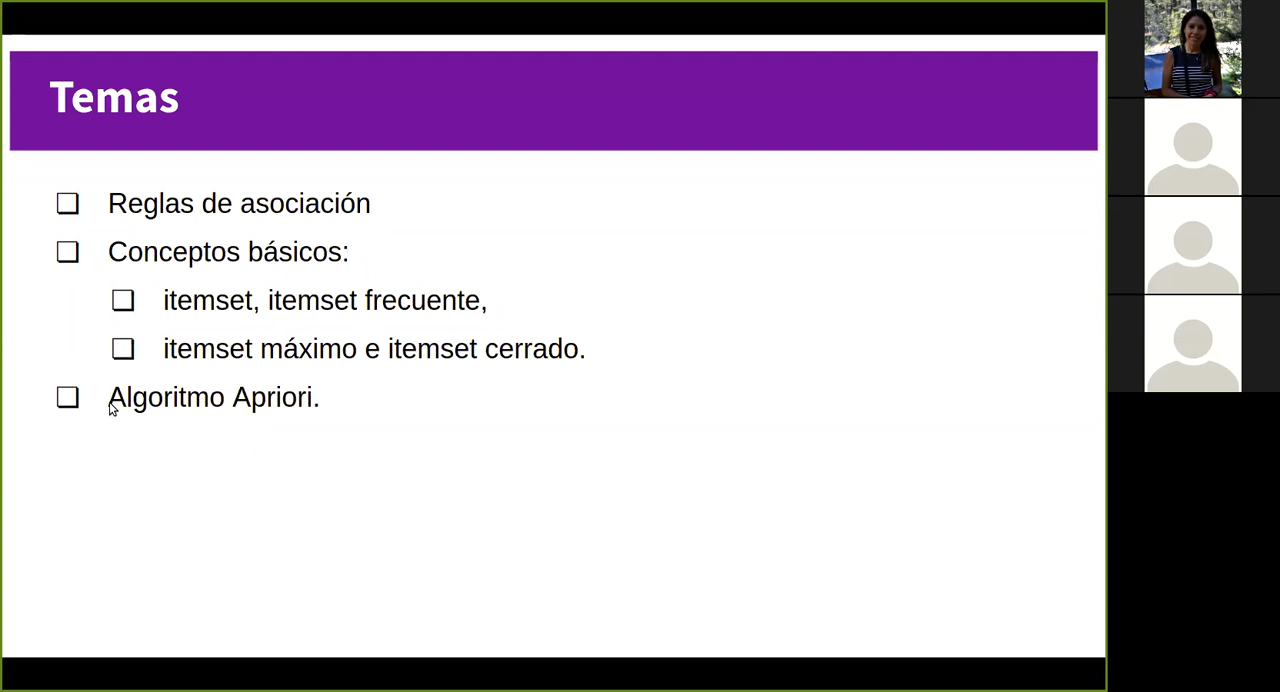 Temas
Reglas de asociación
Conceptos básicos:
itemset, itemset frecuente,
itemset máximo e itemset cerrado.
Algoritmo Apriori.